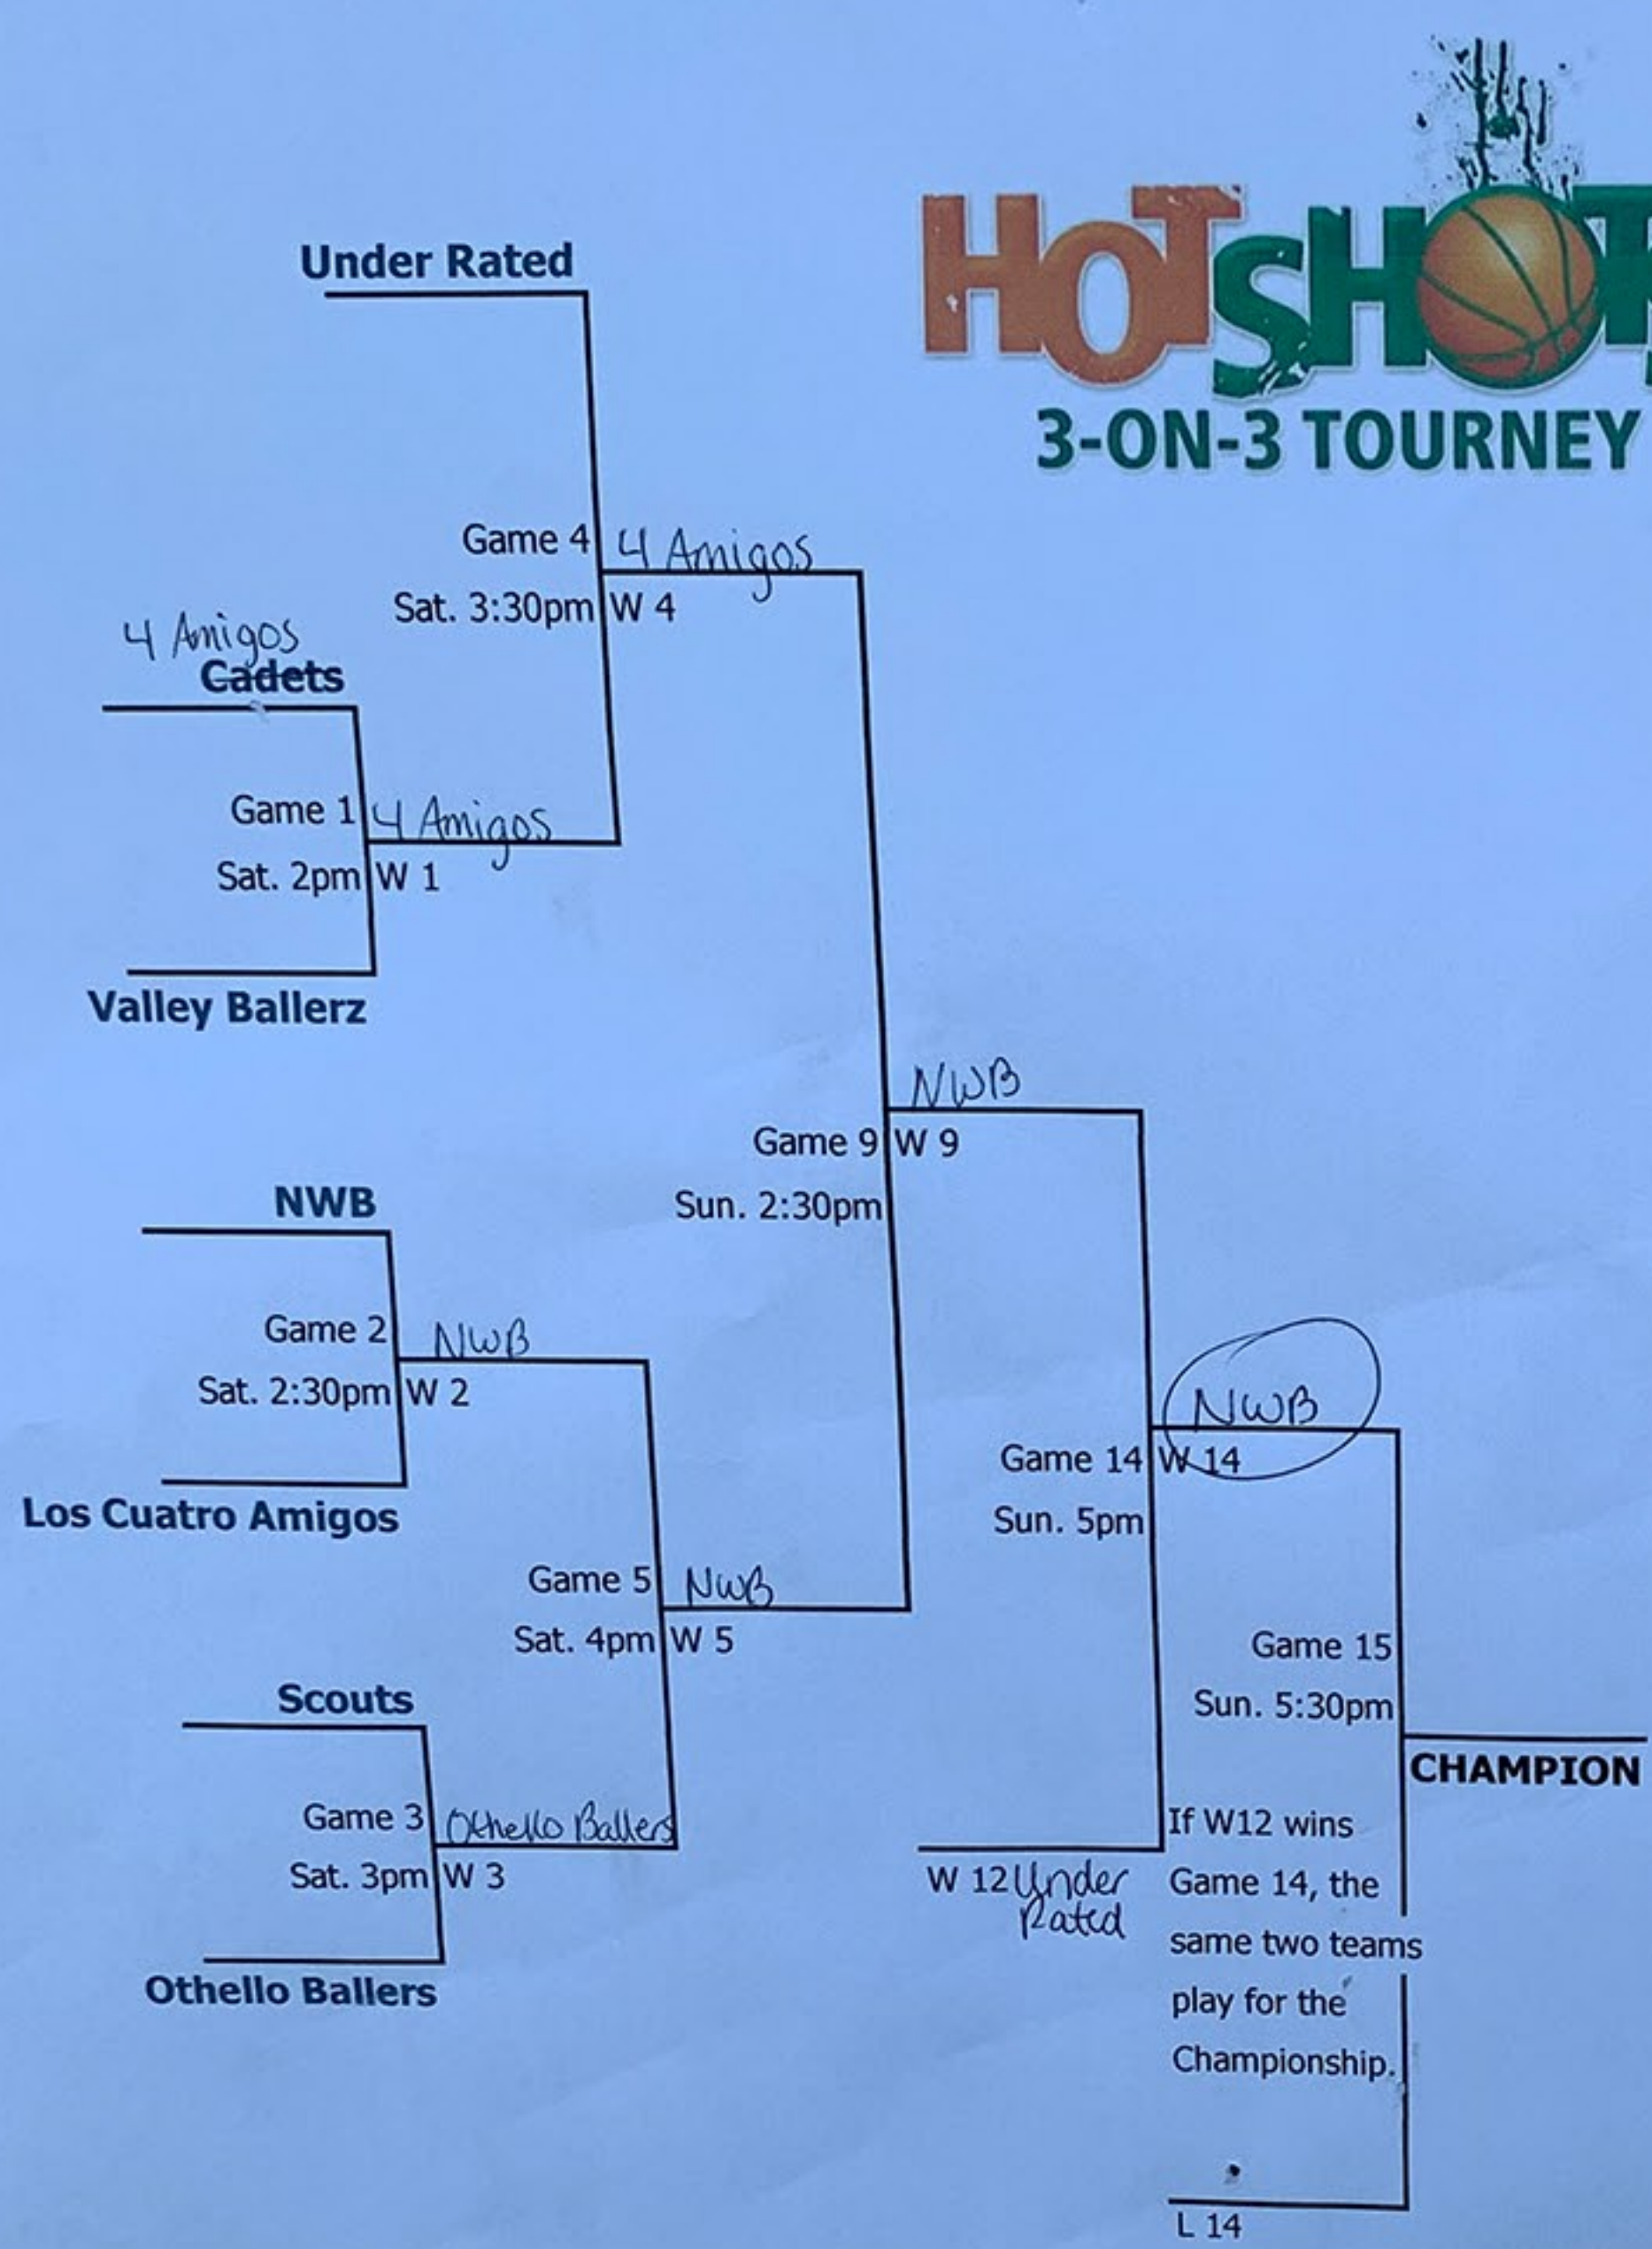 HOTSHOTS
3-ON-3 TOURNEY
Under Rated
Game 4 4 Amigos
Sat. 3:30pm W 4
4 Amigos
Cadets
Game 1 4 Amigos
Sat. 2pm W 1
Valley Ballerz
NWB
Game 9 W 9
NWB
Sun. 2:30pm
Game 2 NWB
Sat. 2:30pm W 2
NWB
Game 14 W 14
Los Cuatro Amigos
Sun. 5pm
Game 5 NWB
Sat. 4pm W 5
Game 15
Scouts
Sun. 5:30pm
CHAMPION
Game 3 Othello Ballers
If W12 wins
Sat. 3pm W 3
W 12 Under
Rated
Game 14, the
same two teams
Othello Ballers
play for the
Championship.
L 14